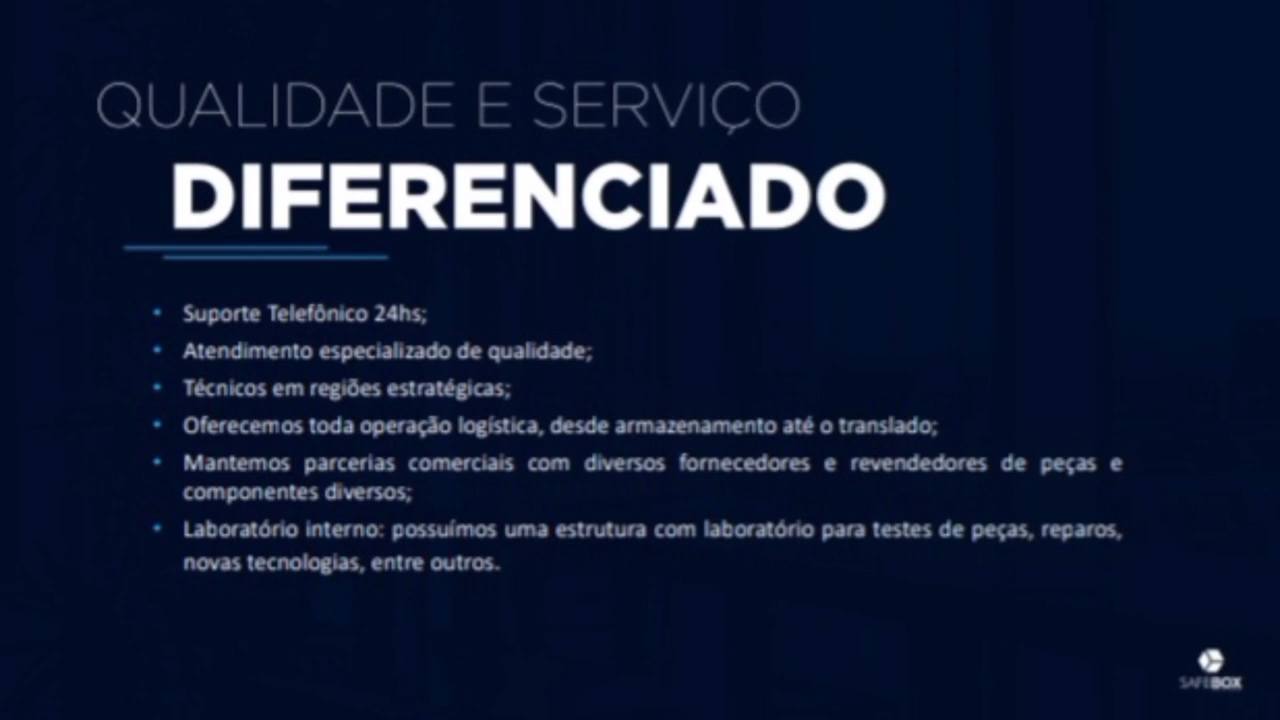 QUALIDADE E SERVIÇO
DIFERENCIADO
• Suporte Telefônico 24hs;
• Atendimento especializado de qualidade;
• Técnicos em regiões estratégicas;
• Oferecemos toda operação logística, desde armazenamento até o translado;
• Mantemos parcerias comerciais com diversos fornecedores e revendedores de peças e
componentes diversos;
• Laboratório interno: possuímos uma estrutura com laboratório para testes de peças, reparos,
novas tecnologias, entre outros.
SAFEBOX